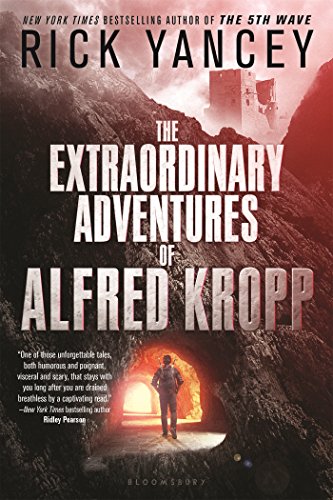 NEW YORK TIMES BESTSELLING AUTHOR OF THE 5TH WAVE
RICK YANCEY
THE
EXTRAORDINARY
ADVENTURES
OF
ALFRED KROPP
"One of those unforgettable tales,
both humorous and poignant,
visceral and scary, that stays with
you long after you are drained
breathless by a captivating read."
—New York Times bestselling author
Ridley Pearson
BLOOMSBURY